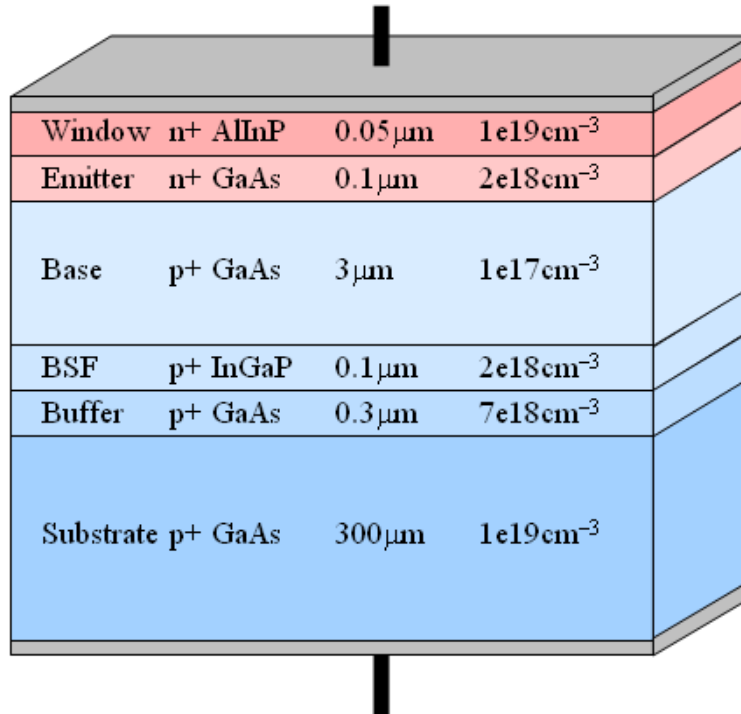 Window n+ AlInP 0.05μm 1e19cm⁻³
Emitter n+ GaAs 0.1μm 2e18cm⁻³
Base p+ GaAs 3μm 1e17cm⁻³
BSF p+ InGaP 0.1μm 2e18cm⁻³
Buffer p+ GaAs 0.3μm 7e18cm⁻³
Substrate p+ GaAs 300μm 1e19cm⁻³